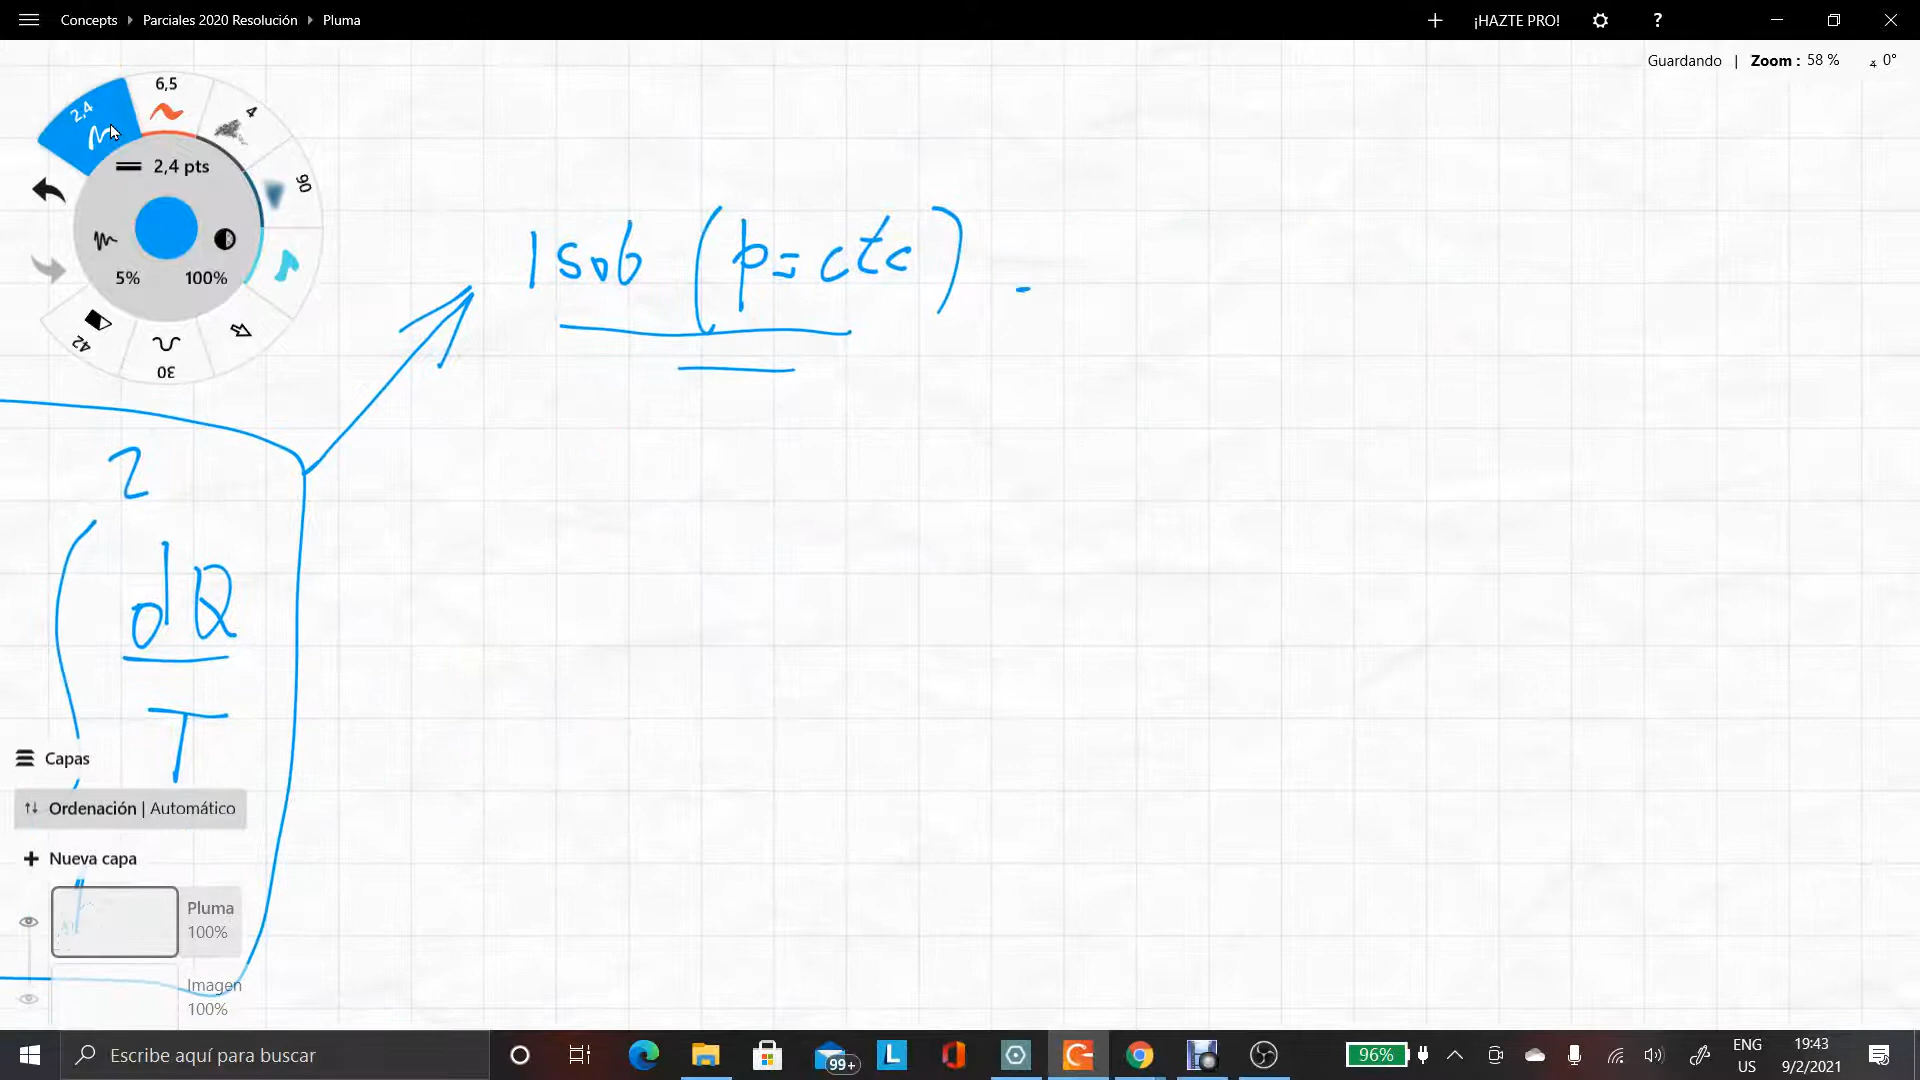 Concepts Parciales 2020 Resolución Pluma
¡HAZTE PRO! ?
Guardando | Zoom : 58 % 0°
2,4
6,5
4
90
2,4 pts
5% 100%
42
30
Isob (p = cte) -
2
∫ dQ
T
Capas
Ordenación | Automático
Nueva capa
Pluma
100%
Imagen
100%
Escribe aquí para buscar
99+
L
96%
ENG
US
19:43
9/2/2021